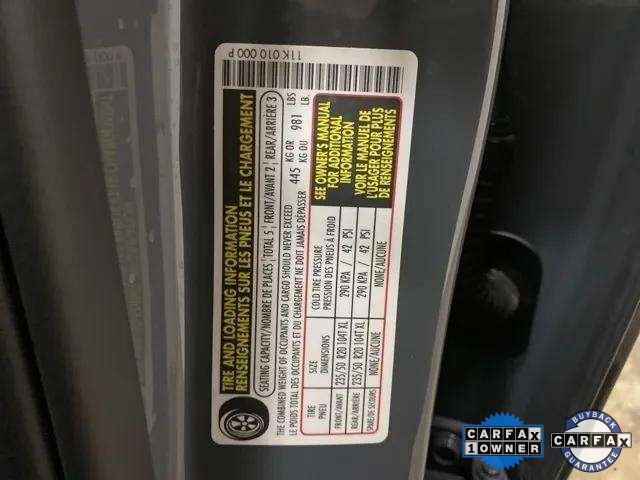 11K 010 000 P
TIRE AND LOADING INFORMATION
RENSEIGNEMENTS SUR LES PNEUS ET LE CHARGEMENT
SEATING CAPACITY/NOMBRE DE PLACES TOTAL 5 FRONT/AVANT 2 REAR/ARRIÈRE 3
THE COMBINED WEIGHT OF OCCUPANTS AND CARGO SHOULD NEVER EXCEED 445 KG OR 981 LBS
LE POIDS TOTAL DES OCCUPANTS ET DU CHARGEMENT NE DOIT JAMAIS DÉPASSER KG OU LB.
TIRE SIZE COLD TIRE PRESSURE
PNEU DIMENSIONS PRESSION DES PNEUS À FROID
FRONT/AVANT 235/50 R20 104T XL 290 KPA / 42 PSI
REAR/ARRIÈRE 235/50 R20 104T XL 290 KPA / 42 PSI
SPARE/DE SECOURS NONE/AUCUNE NONE/AUCUNE
SEE OWNER'S MANUAL
FOR ADDITIONAL
INFORMATION
VOIR LE MANUEL DE
L'USAGER POUR PLUS
DE RENSEIGNEMENTS
CARFAX
1 OWNER
BUYBACK
CARFAX
GUARANTEE